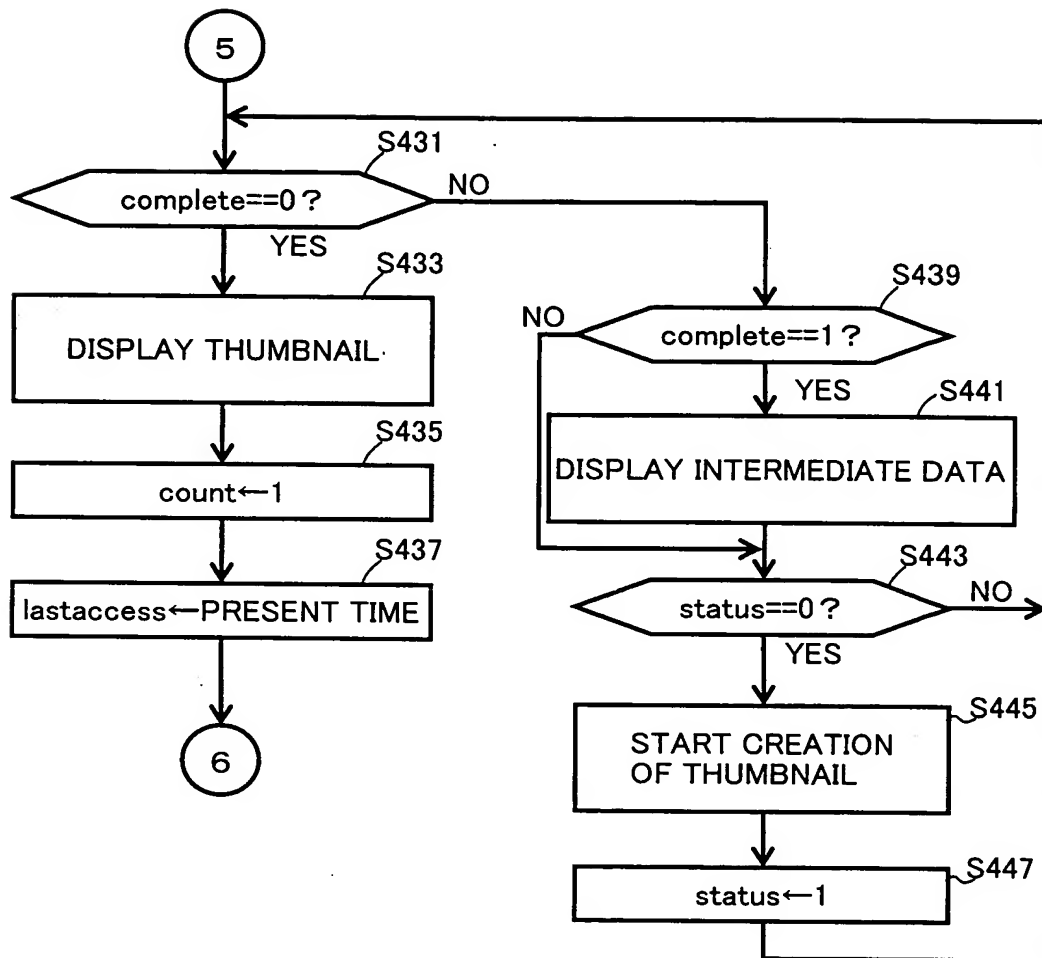 5
S431
complete==0?
NO
YES
S433
DISPLAY THUMBNAIL
S435
count←1
S437
lastaccess←PRESENT TIME
6
S439
NO
complete==1?
YES
S441
DISPLAY INTERMEDIATE DATA
S443
status==0?
NO
YES
S445
START CREATION
OF THUMBNAIL
S447
status←1